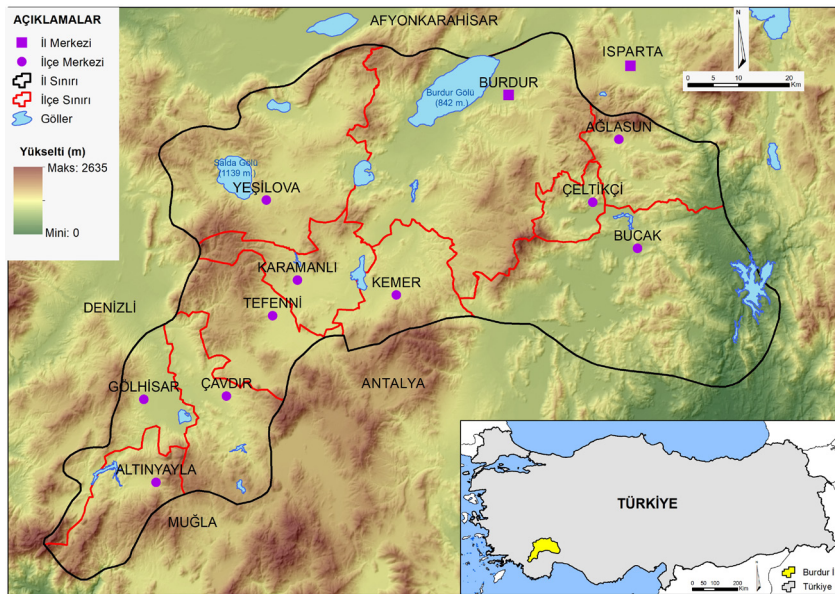 AÇIKLAMALAR
İl Merkezi
İlçe Merkezi
İl Sınırı
İlçe Sınırı
Göller
Yükselti (m)
Maks: 2635
Mini: 0
AFYONKARAHİSAR
ISPARTA
N
0 5 10 20
Km
BURDUR
Burdur Gölü
(842 m.)
AĞLASUN
Salda Gölü
(1139 m.)
YEŞİLOVA
ÇELTİKÇİ
BUCAK
KARAMANLI
KEMER
TEFENNİ
DENİZLİ
GÖLHİSAR
ÇAVDIR
ANTALYA
ALTINYAYLA
MUĞLA
TÜRKİYE
0 50 100 200
Km
Burdur İ
Türkiye